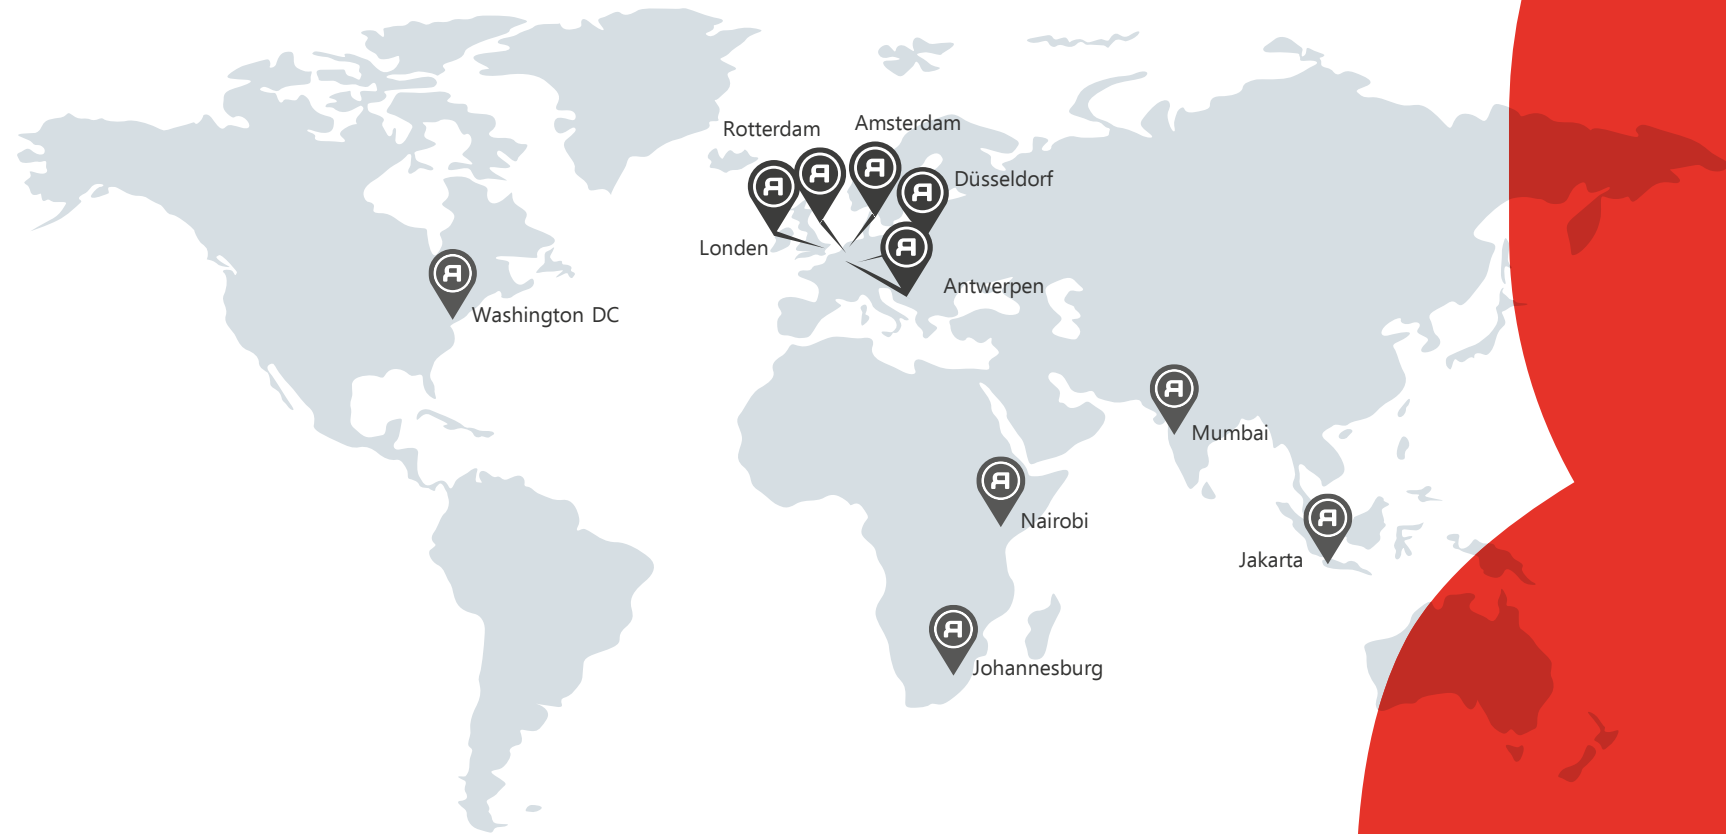 Rotterdam
Amsterdam
Düsseldorf
Londen
Antwerpen
Washington DC
Mumbai
Nairobi
Jakarta
Johannesburg